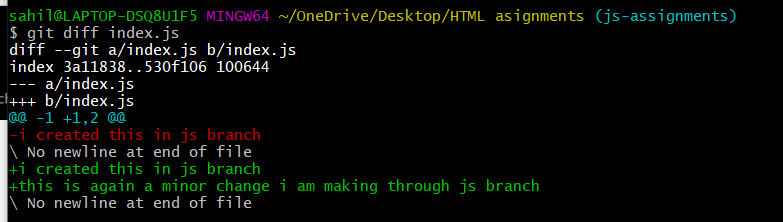 sahil@LAPTOP-DSQ8U1F5 MINGW64 ~/OneDrive/Desktop/HTML asignments (js-assignments)
$ git diff index.js
diff --git a/index.js b/index.js
index 3a11838..530f106 100644
--- a/index.js
+++ b/index.js
@@ -1 +1,2 @@
-i created this in js branch
\ No newline at end of file
+i created this in js branch
+this is again a minor change i am making through js branch
\ No newline at end of file